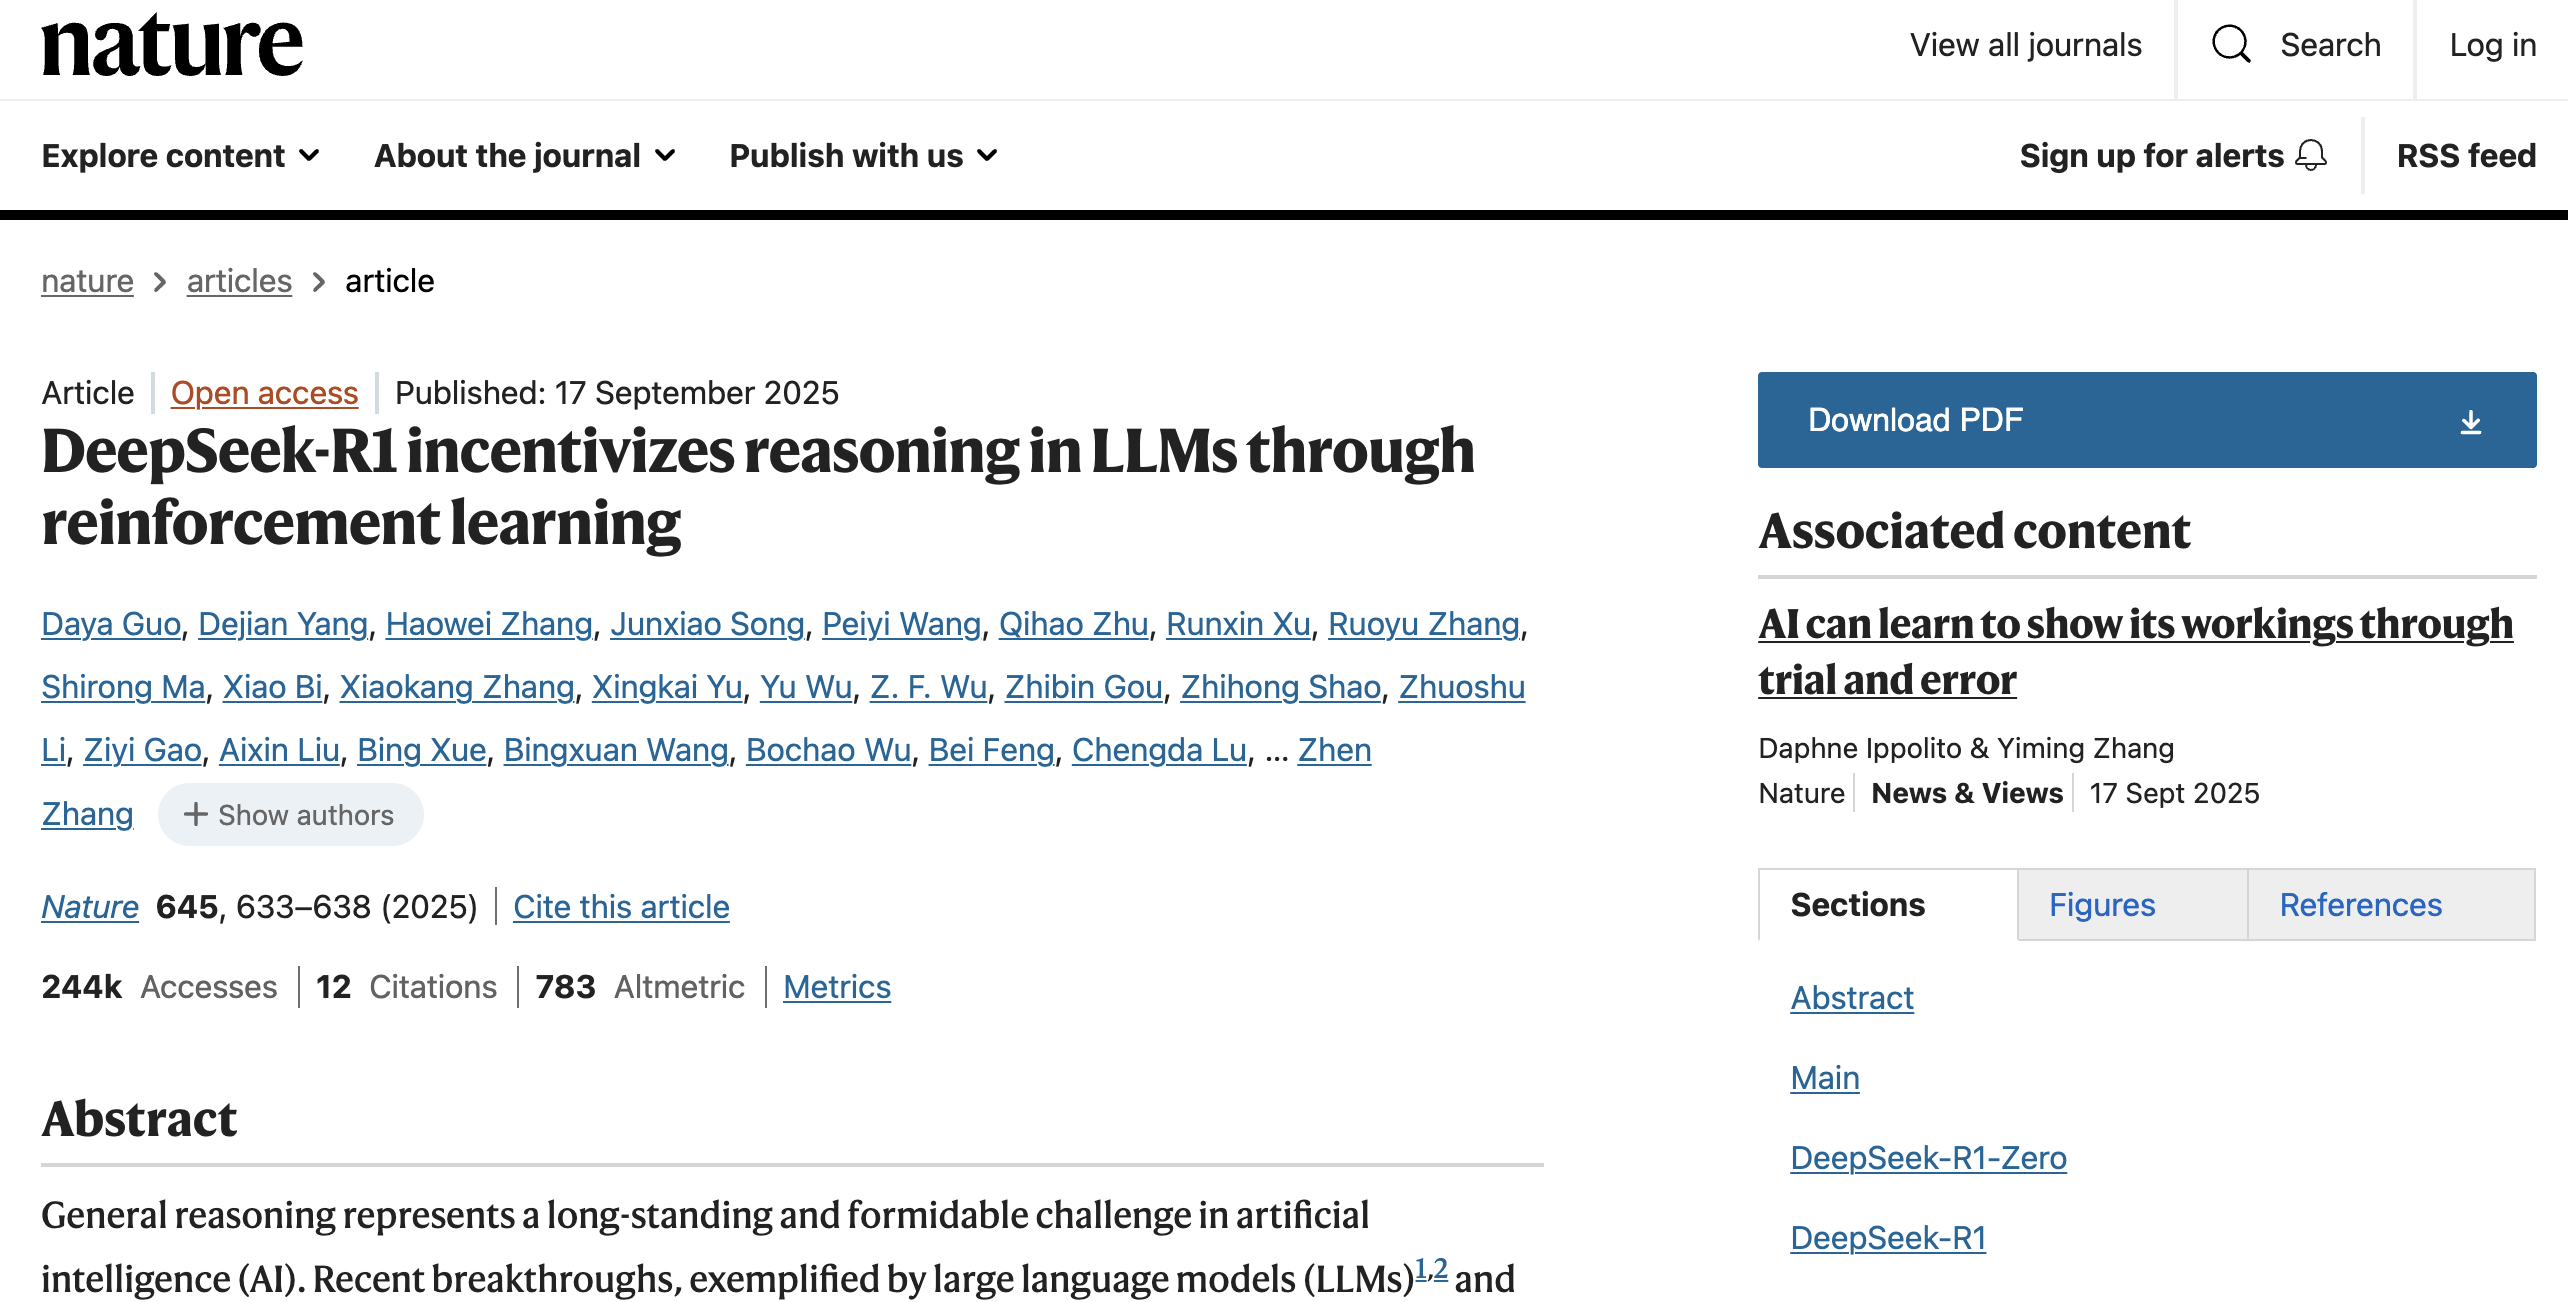 nature
View all journals
Search
Log in
Explore content
About the journal
Publish with us
Sign up for alerts
RSS feed
nature > articles > article
Article
Open access
Published: 17 September 2025
DeepSeek-R1 incentivizes reasoning in LLMs through
reinforcement learning
Daya Guo, Dejian Yang, Haowei Zhang, Junxiao Song, Peiyi Wang, Qihao Zhu, Runxin Xu, Ruoyu Zhang,
Shirong Ma, Xiao Bi, Xiaokang Zhang, Xingkai Yu, Yu Wu, Z. F. Wu, Zhibin Gou, Zhihong Shao, Zhuoshu
Li, Ziyi Gao, Aixin Liu, Bing Xue, Bingxuan Wang, Bochao Wu, Bei Feng, Chengda Lu, ... Zhen
Zhang
+ Show authors
Nature 645, 633–638 (2025)
Cite this article
244k Accesses
12 Citations
783 Altmetric
Metrics
Abstract
General reasoning represents a long-standing and formidable challenge in artificial
intelligence (AI). Recent breakthroughs, exemplified by large language models (LLMs)1,2 and
Download PDF
Associated content
AI can learn to show its workings through
trial and error
Daphne Ippolito & Yiming Zhang
Nature
News & Views
17 Sept 2025
Sections
Figures
References
Abstract
Main
DeepSeek-R1-Zero
DeepSeek-R1